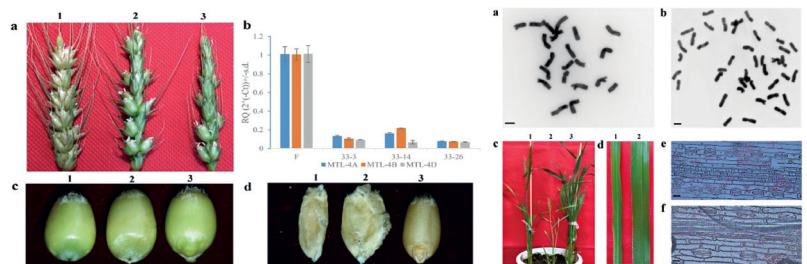 a
1 2 3
b
RQ (2^(-Ct))+/-s.d.
1.2
1
0.8
0.6
0.4
0.2
0
F 33-3 33-14 33-26
MTL-4A MTL-4B MTL-4D
c
1 2 3
d
1 2 3
a
b
c
1 2 3
d
1 2
e
f